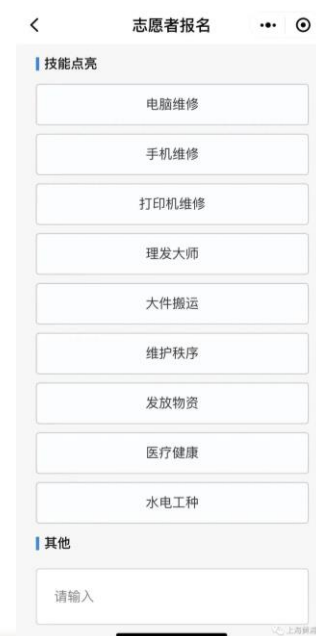 志愿者报名
技能点亮
电脑维修
手机维修
打印机维修
理发大师
大件搬运
维护秩序
发放物资
医疗健康
水电工种
其他
请输入